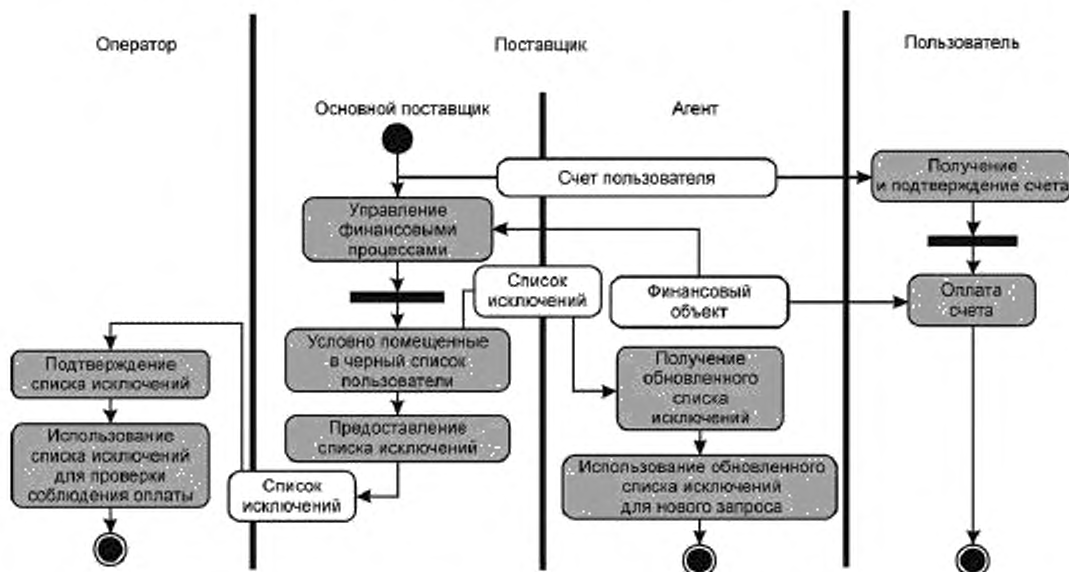 Оператор
Поставщик
Пользователь
Основной поставщик
Агент
Счет пользователя
Получение
и подтверждение счета
Управление
финансовыми
процессами
Список
исключений
Финансовый
объект
Оплата
счета
Условно помещенные
в черный список
пользователи
Подтверждение
списка исключений
Получение
обновленного
списка
исключений
Предоставление
списка исключений
Использование
списка исключений
для проверки
соблюдения оплаты
Список
исключений
Использование обновленного
списка исключений
для нового запроса